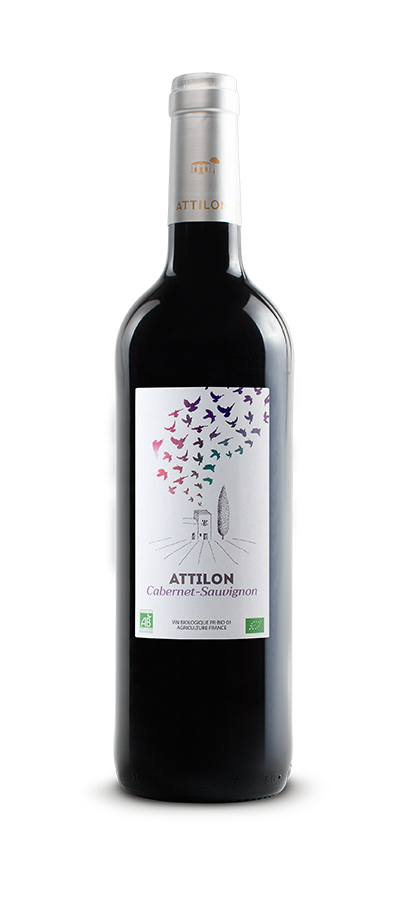 ATTILON
ATTILON
Cabernet-Sauvignon
AB
VIN BIOLOGIQUE FR-BIO-01
AGRICULTURE FRANCE